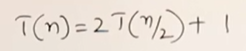 T(n) = 2T(n/2) + 1